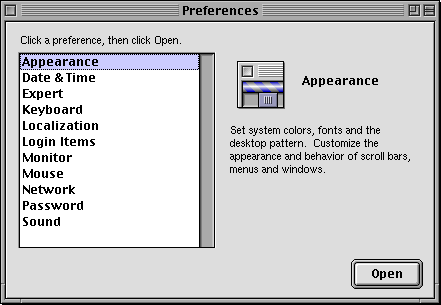 Preferences
Click a preference, then click Open.
Appearance
Date & Time
Expert
Keyboard
Localization
Login Items
Monitor
Mouse
Network
Password
Sound
Appearance
Set system colors, fonts and the
desktop pattern. Customize the
appearance and behavior of scroll bars,
menus and windows.
Open